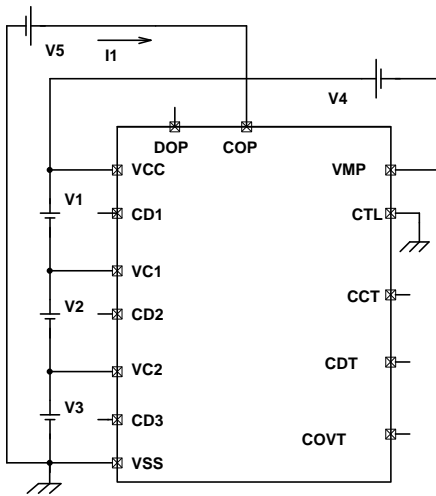 V5
I1
V4
DOP
COP
VCC
VMP
V1
CD1
CTL
VC1
CCT
V2
CD2
VC2
CDT
V3
CD3
COVT
VSS